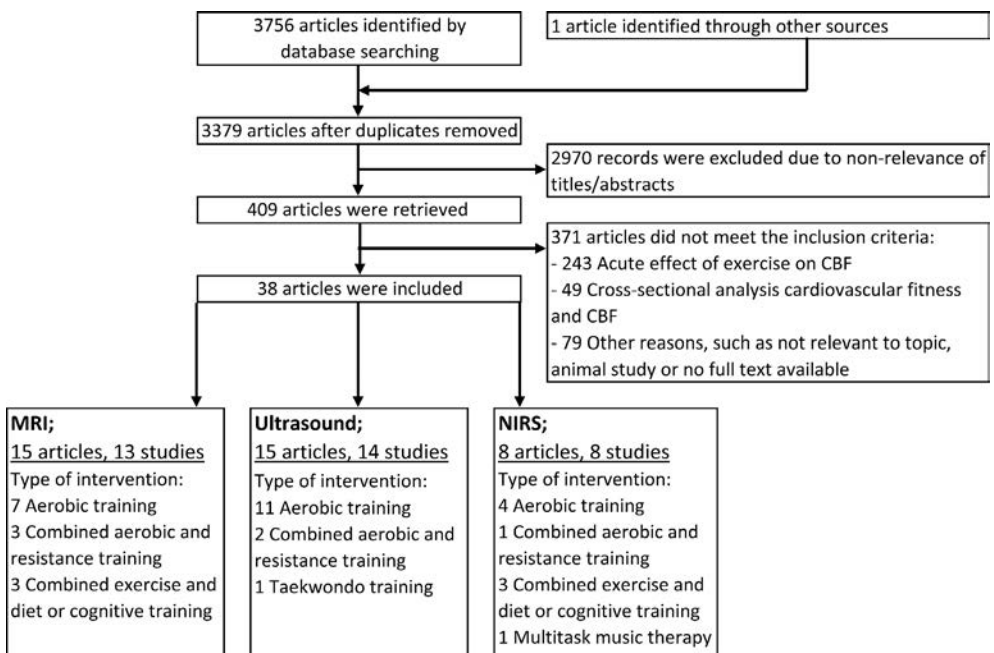 3756 articles identified by
database searching
1 article identified through other sources
3379 articles after duplicates removed
2970 records were excluded due to non-relevance of
titles/abstracts
409 articles were retrieved
371 articles did not meet the inclusion criteria:
- 243 Acute effect of exercise on CBF
- 49 Cross-sectional analysis cardiovascular fitness
and CBF
- 79 Other reasons, such as not relevant to topic,
animal study or no full text available
38 articles were included
MRI;
15 articles, 13 studies
Type of intervention:
7 Aerobic training
3 Combined aerobic and
resistance training
3 Combined exercise and
diet or cognitive training
Ultrasound;
15 articles, 14 studies
Type of intervention:
11 Aerobic training
2 Combined aerobic and
resistance training
1 Taekwondo training
NIRS;
8 articles, 8 studies
Type of intervention:
4 Aerobic training
1 Combined aerobic and
resistance training
3 Combined exercise and
diet or cognitive training
1 Multitask music therapy